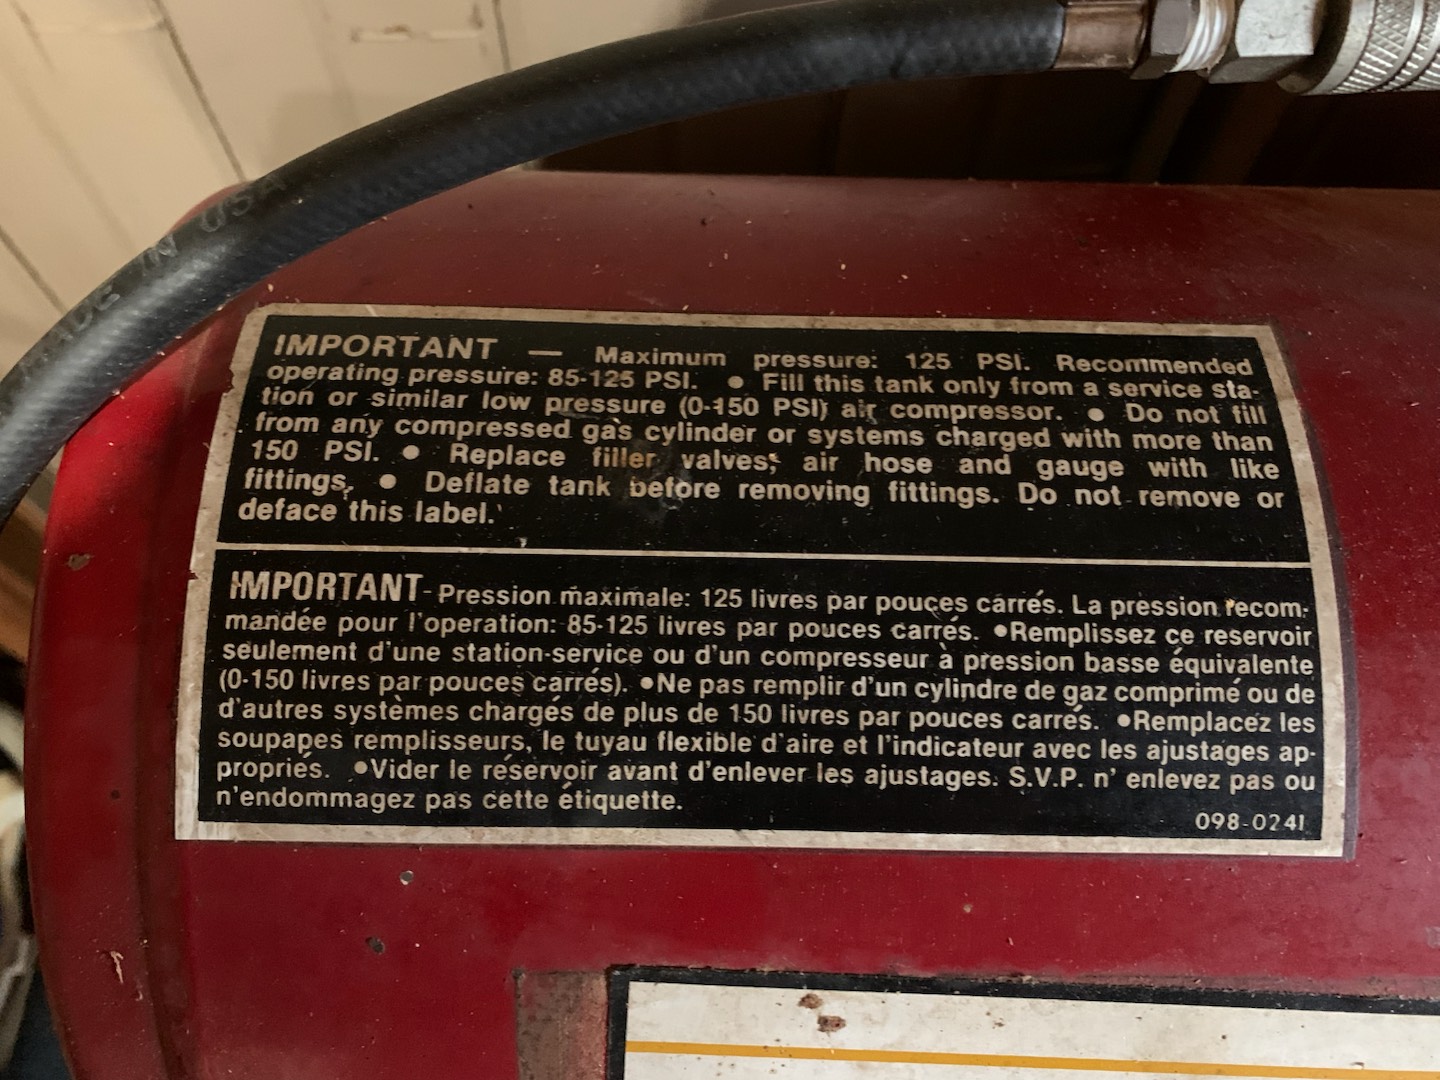 MADE IN USA
IMPORTANT — Maximum pressure: 125 PSI. Recommended
operating pressure: 85-125 PSI. • Fill this tank only from a service sta-
tion or similar low pressure (0-150 PSI) air compressor. • Do not fill
from any compressed gas cylinder or systems charged with more than
150 PSI. • Replace filler valves, air hose and gauge with like
fittings. • Deflate tank before removing fittings. Do not remove or
deface this label.
IMPORTANT- Pression maximale: 125 livres par pouces carrés. La pression recom-
mandée pour l'operation: 85-125 livres par pouces carrés. •Remplissez ce reservoir
seulement d'une station-service ou d'un compresseur à pression basse équivalente
(0-150 livres par pouces carrés). •Ne pas remplir d'un cylindre de gaz comprimé ou de
d'autres systèmes chargés de plus de 150 livres par pouces carrés. •Remplacez les
soupapes remplisseurs, le tuyau flexible d'aire et l'indicateur avec les ajustages ap-
propriés. •Vider le réservoir avant d'enlever les ajustages. S.V.P. n' enlevez pas ou
n'endommagez pas cette étiquette.
098-0241